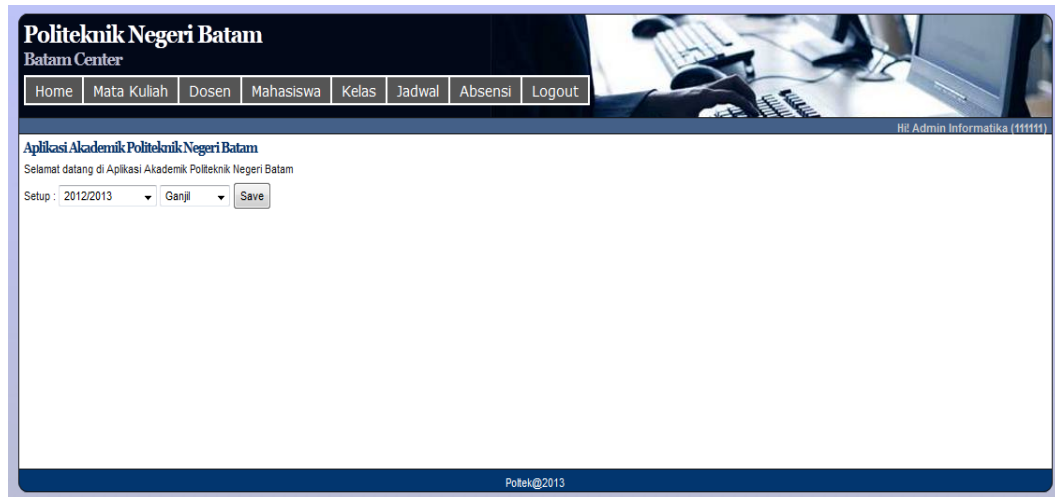 Politeknik Negeri Batam
Batam Center
Home Mata Kuliah Dosen Mahasiswa Kelas Jadwal Absensi Logout
Hi! Admin Informatika (111111)
Aplikasi Akademik Politeknik Negeri Batam
Selamat datang di Aplikasi Akademik Politeknik Negeri Batam
Setup : 2012/2013 Ganjil Save
Poltek@2013